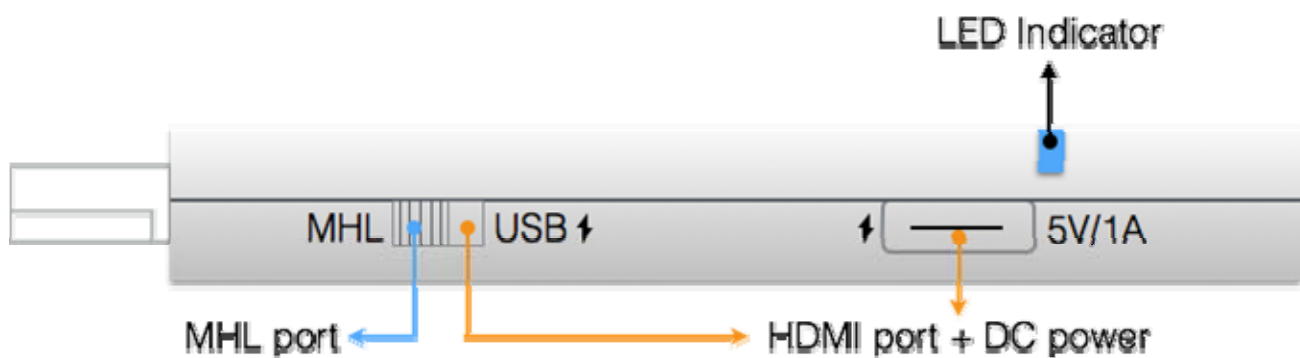 LED Indicator
MHL USB 5V/1A
MHL port HDMI port + DC power